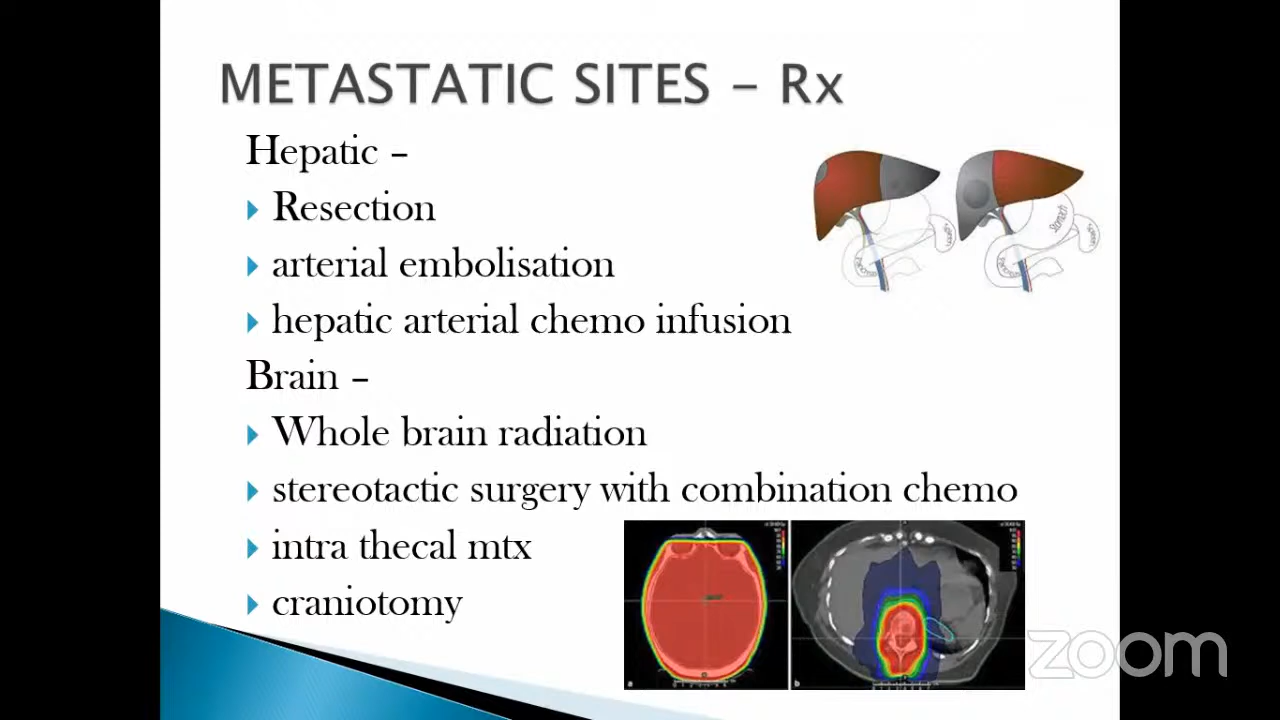 METASTATIC SITES - Rx
Hepatic –
Resection
arterial embolisation
hepatic arterial chemo infusion
Brain –
Whole brain radiation
stereotactic surgery with combination chemo
intra thecal mtx
craniotomy
Stomach
a
b
zoom